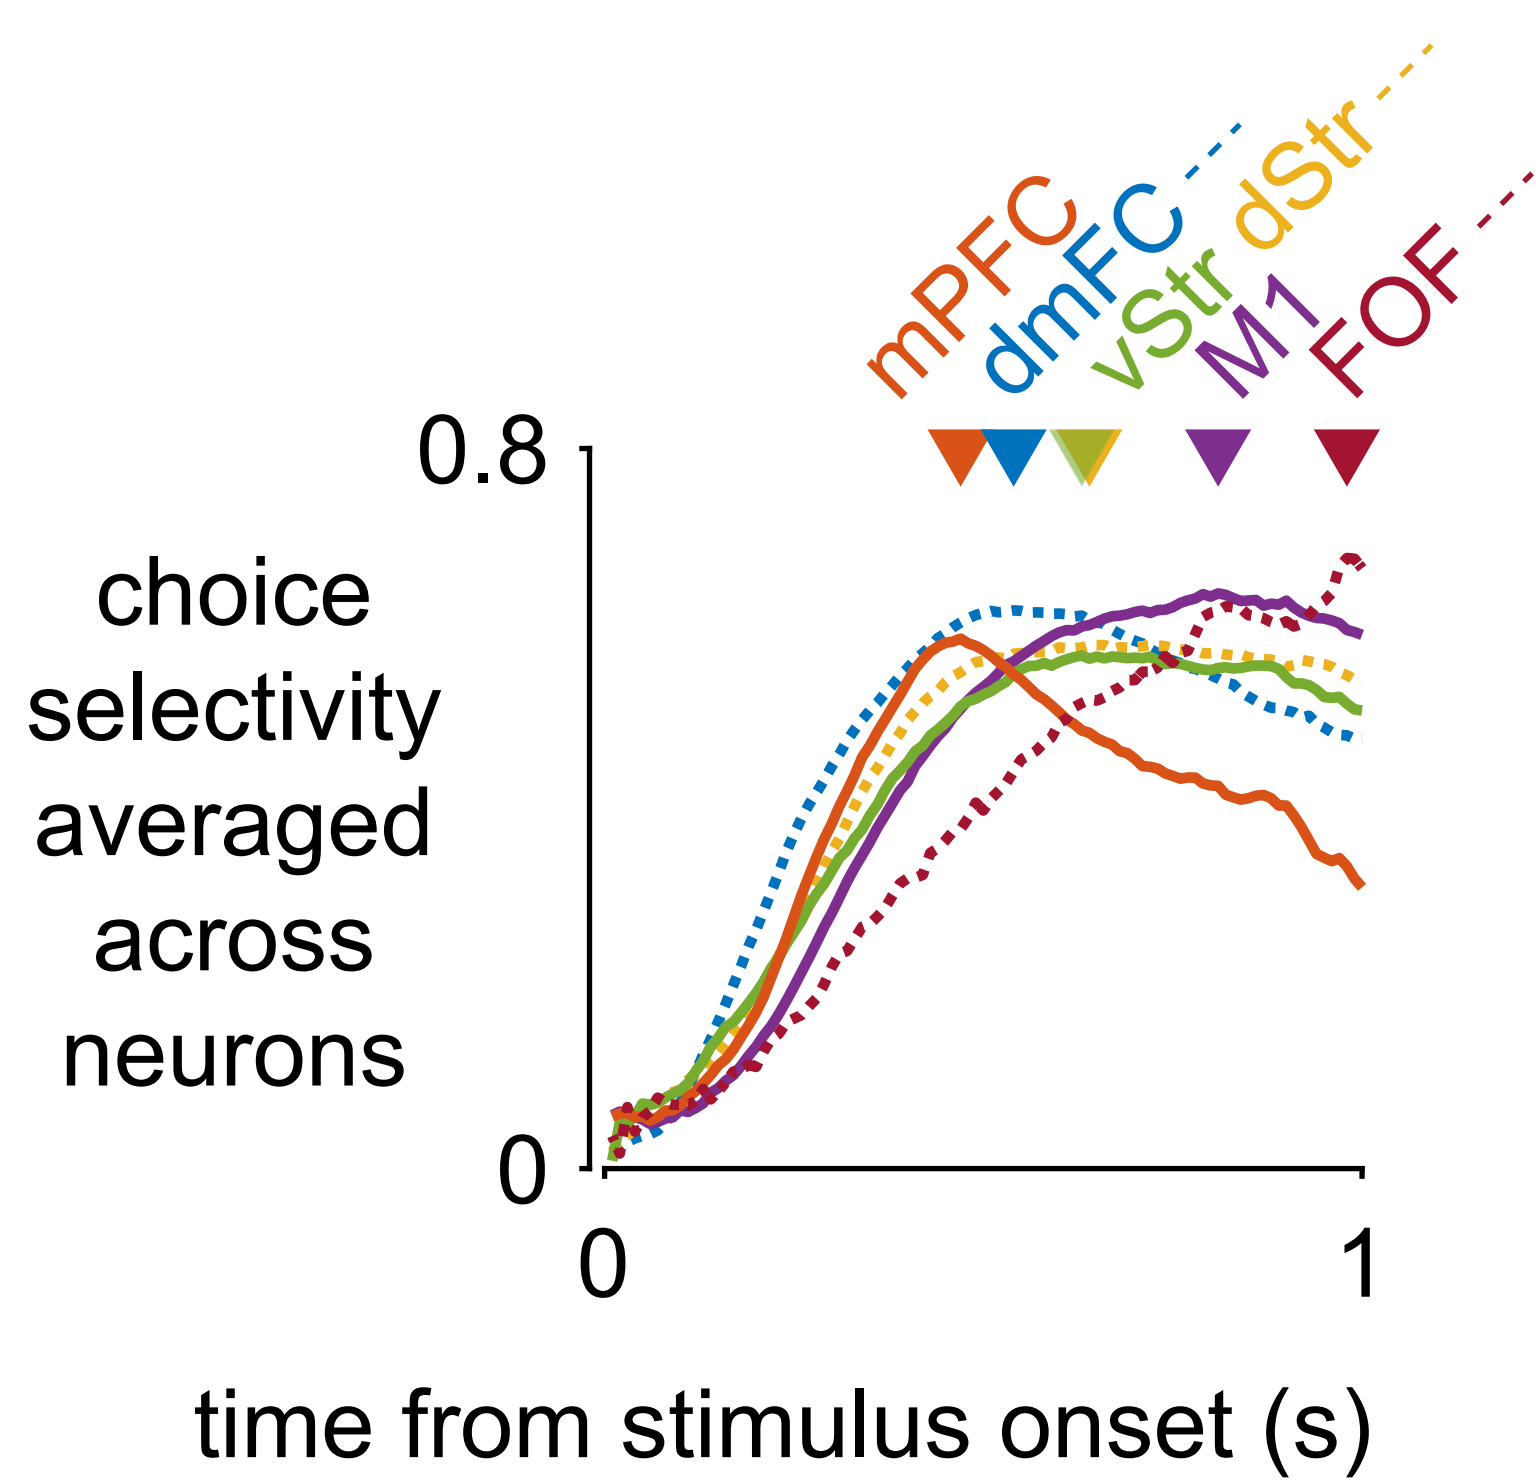 mPFC
dmFC
vStr
dStr
M1
FOF
0.8
choice
selectivity
averaged
across
neurons
0
0
1
time from stimulus onset (s)